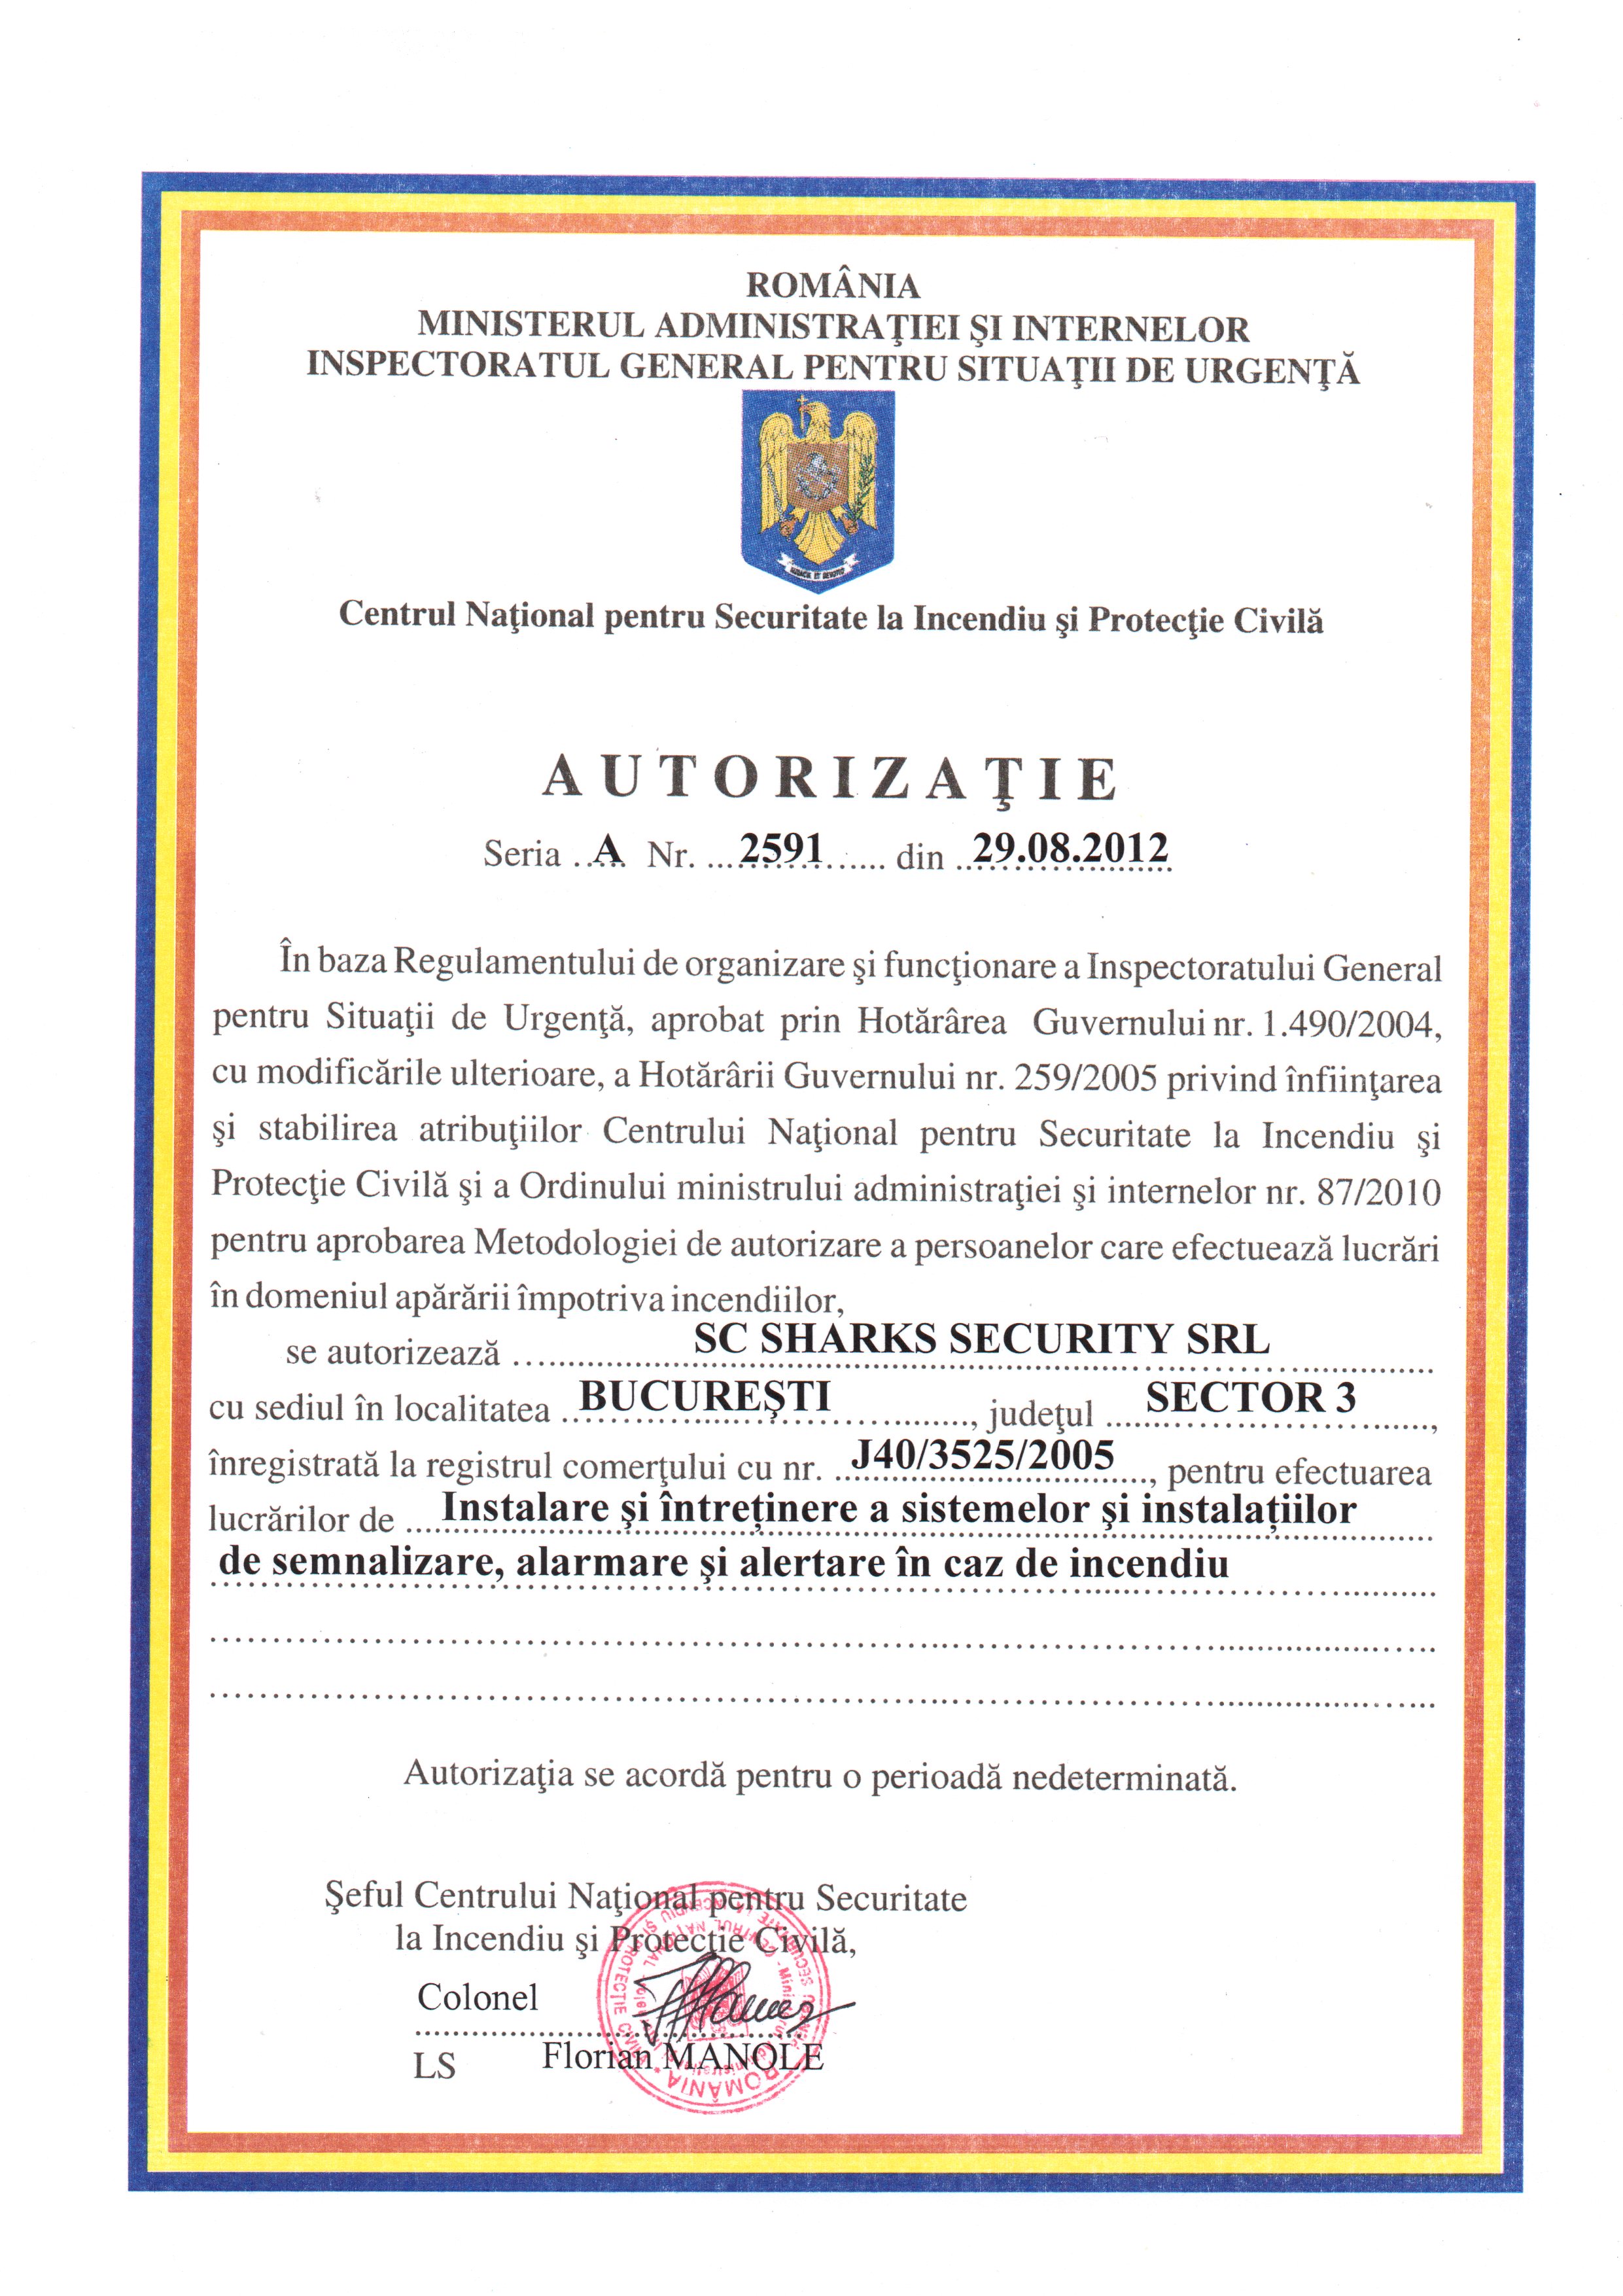 ROMÂNIA
MINISTERUL ADMINISTRAŢIEI ŞI INTERNELOR
INSPECTORATUL GENERAL PENTRU SITUAŢII DE URGENŢĂ
Centrul Naţional pentru Securitate la Incendiu şi Protecţie Civilă
AUTORIZAŢIE
Seria ..A.. Nr. ...2591...... din ..29.08.2012
În baza Regulamentului de organizare şi funcţionare a Inspectoratului General
pentru Situaţii de Urgenţă, aprobat prin Hotărârea Guvernului nr. 1.490/2004,
cu modificările ulterioare, a Hotărârii Guvernului nr. 259/2005 privind înfiinţarea
şi stabilirea atribuţiilor Centrului Naţional pentru Securitate la Incendiu şi
Protecţie Civilă şi a Ordinului ministrului administraţiei şi internelor nr. 87/2010
pentru aprobarea Metodologiei de autorizare a persoanelor care efectuează lucrări
în domeniul apărării împotriva incendiilor,
se autorizează ... SC SHARKS SECURITY SRL
cu sediul în localitatea BUCUREŞTI ..., judeţul ... SECTOR 3 ...,
înregistrată la registrul comerţului cu nr. J40/3525/2005 ..., pentru efectuarea
lucrărilor de ... Instalare şi întreținere a sistemelor şi instalațiilor
de semnalizare, alarmare şi alertare în caz de incendiu
Autorizaţia se acordă pentru o perioadă nedeterminată.
Şeful Centrului Naţional pentru Securitate
la Incendiu şi Protecţie Civilă,
Colonel
LS Florian MANOLE
ROMÂNIA